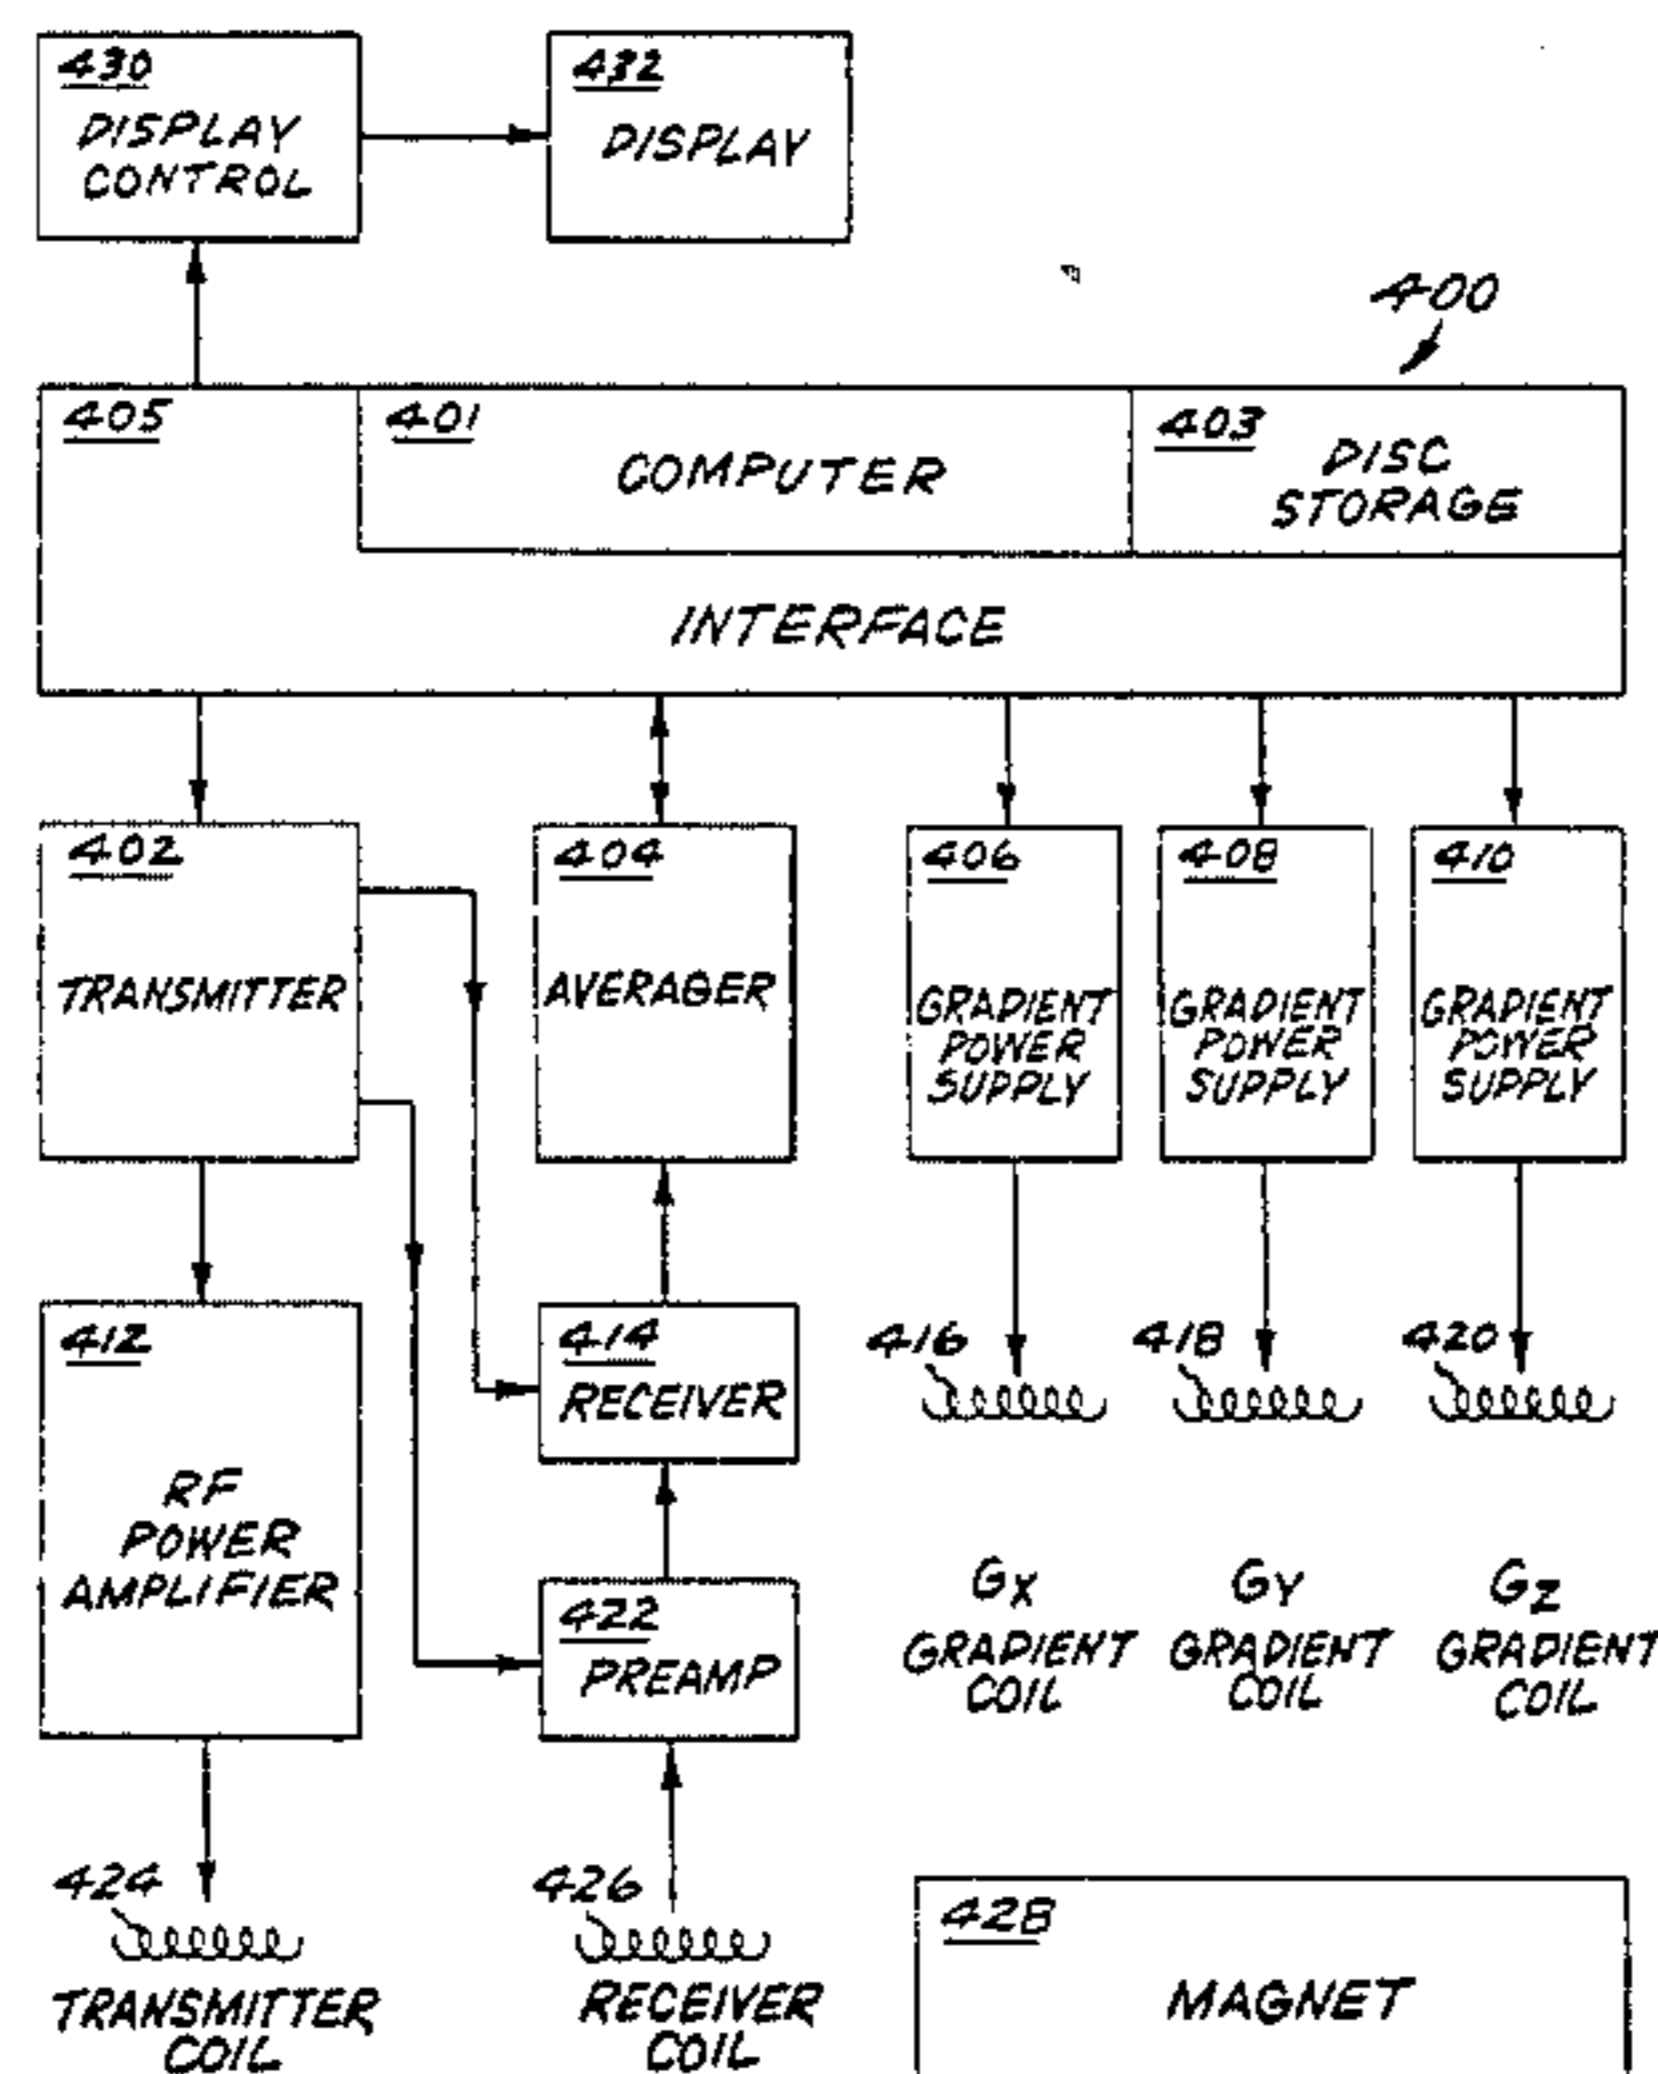 430
DISPLAY
CONTROL
432
DISPLAY
400
405
401
COMPUTER
403
DISC
STORAGE
INTERFACE
402
TRANSMITTER
404
AVERAGER
406
GRADIENT
POWER
SUPPLY
408
GRADIENT
POWER
SUPPLY
410
GRADIENT
POWER
SUPPLY
412
RF
POWER
AMPLIFIER
414
RECEIVER
416
418
420
422
PREAMP
GX
GRADIENT
COIL
GY
GRADIENT
COIL
GZ
GRADIENT
COIL
424
TRANSMITTER
COIL
426
RECEIVER
COIL
428
MAGNET